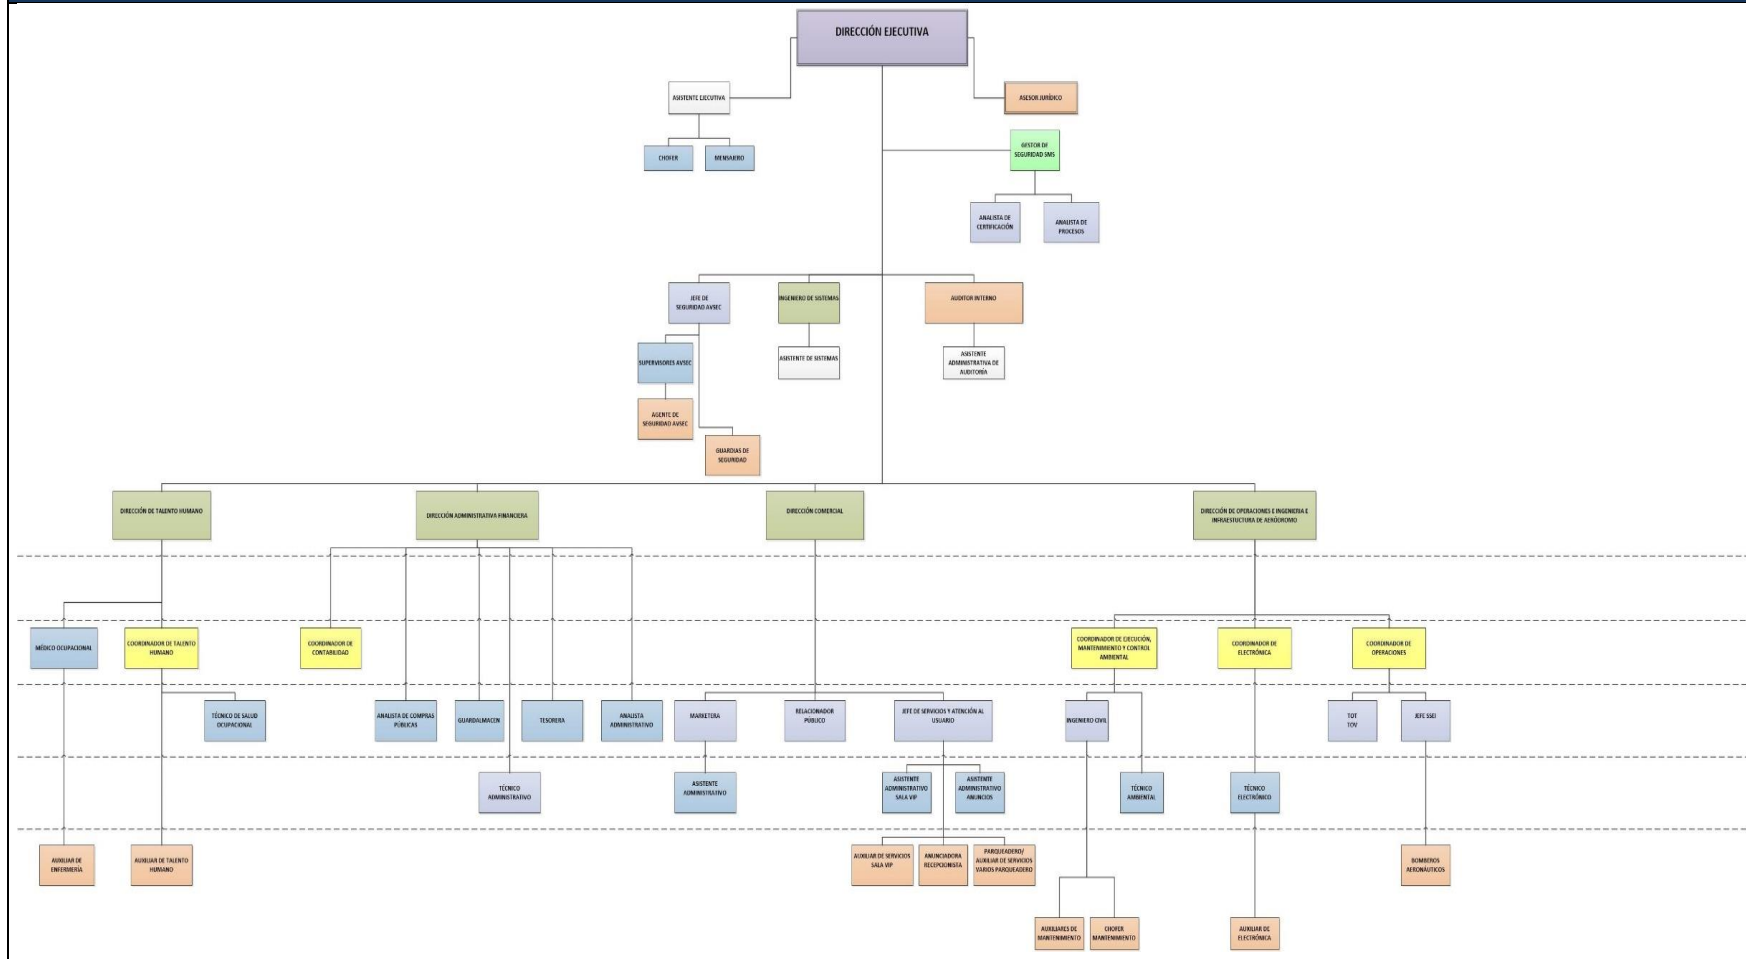 DIRECCIÓN EJECUTIVA
ASISTENTE EJECUTIVA
ASESOR JURÍDICO
CHOFER
MENSAJERO
GESTOR DE
SEGURIDAD SMS
ANALISTA DE
CERTIFICACIÓN
ANALISTA DE
PROCESOS
JEFE DE
SEGURIDAD AVSEC
INGENIERO DE SISTEMAS
AUDITOR INTERNO
SUPERVISORES AVSEC
ASISTENTE DE SISTEMAS
ASISTENTE
ADMINISTRATIVA DE
AUDITORÍA
AGENTE DE
SEGURIDAD AVSEC
GUARDIAS DE
SEGURIDAD
DIRECCIÓN DE TALENTO HUMANO
DIRECCIÓN ADMINISTRATIVA FINANCIERA
DIRECCIÓN COMERCIAL
DIRECCIÓN DE OPERACIONES E INGENIERIA E
INFRAESTUCTURA DE AERÓDROMO
MÉDICO OCUPACIONAL
COORDINADOR DE TALENTO
HUMANO
COORDINADOR DE
CONTABILIDAD
COORDINADOR DE EJECUCIÓN,
MANTENIMIENTO Y CONTROL
AMBIENTAL
COORDINADOR DE
ELECTRÓNICA
COORDINADOR DE
OPERACIONES
TÉCNICO DE SALUD
OCUPACIONAL
ANALISTA DE COMPRAS
PÚBLICAS
GUARDALMACEN
TESORERA
ANALISTA
ADMINISTRATIVO
MARKETERA
RELACIONADOR
PÚBLICO
JEFE DE SERVICIOS Y ATENCIÓN AL
USUARIO
INGENIERO CIVIL
TOT
TOV
JEFE SSEI
TÉCNICO
ADMINISTRATIVO
ASISTENTE
ADMINISTRATIVO
ASISTENTE
ADMINISTRATIVO
SALA VIP
ASISTENTE
ADMINISTRATIVO
ANUNCIOS
TÉCNICO
AMBIENTAL
TÉCNICO
ELECTRÓNICO
AUXILIAR DE
ENFERMERÍA
AUXILIAR DE TALENTO
HUMANO
AUXILIAR DE SERVICIOS
SALA VIP
ANUNCIADORA
RECEPCIONISTA
PARQUEADERO/
AUXILIAR DE SERVICIOS
VARIOS PARQUEADERO
BOMBEROS
AERONÁUTICOS
AUXILIARES DE
MANTENIMIENTO
CHOFER
MANTENIMIENTO
AUXILIAR DE
ELECTRÓNICA